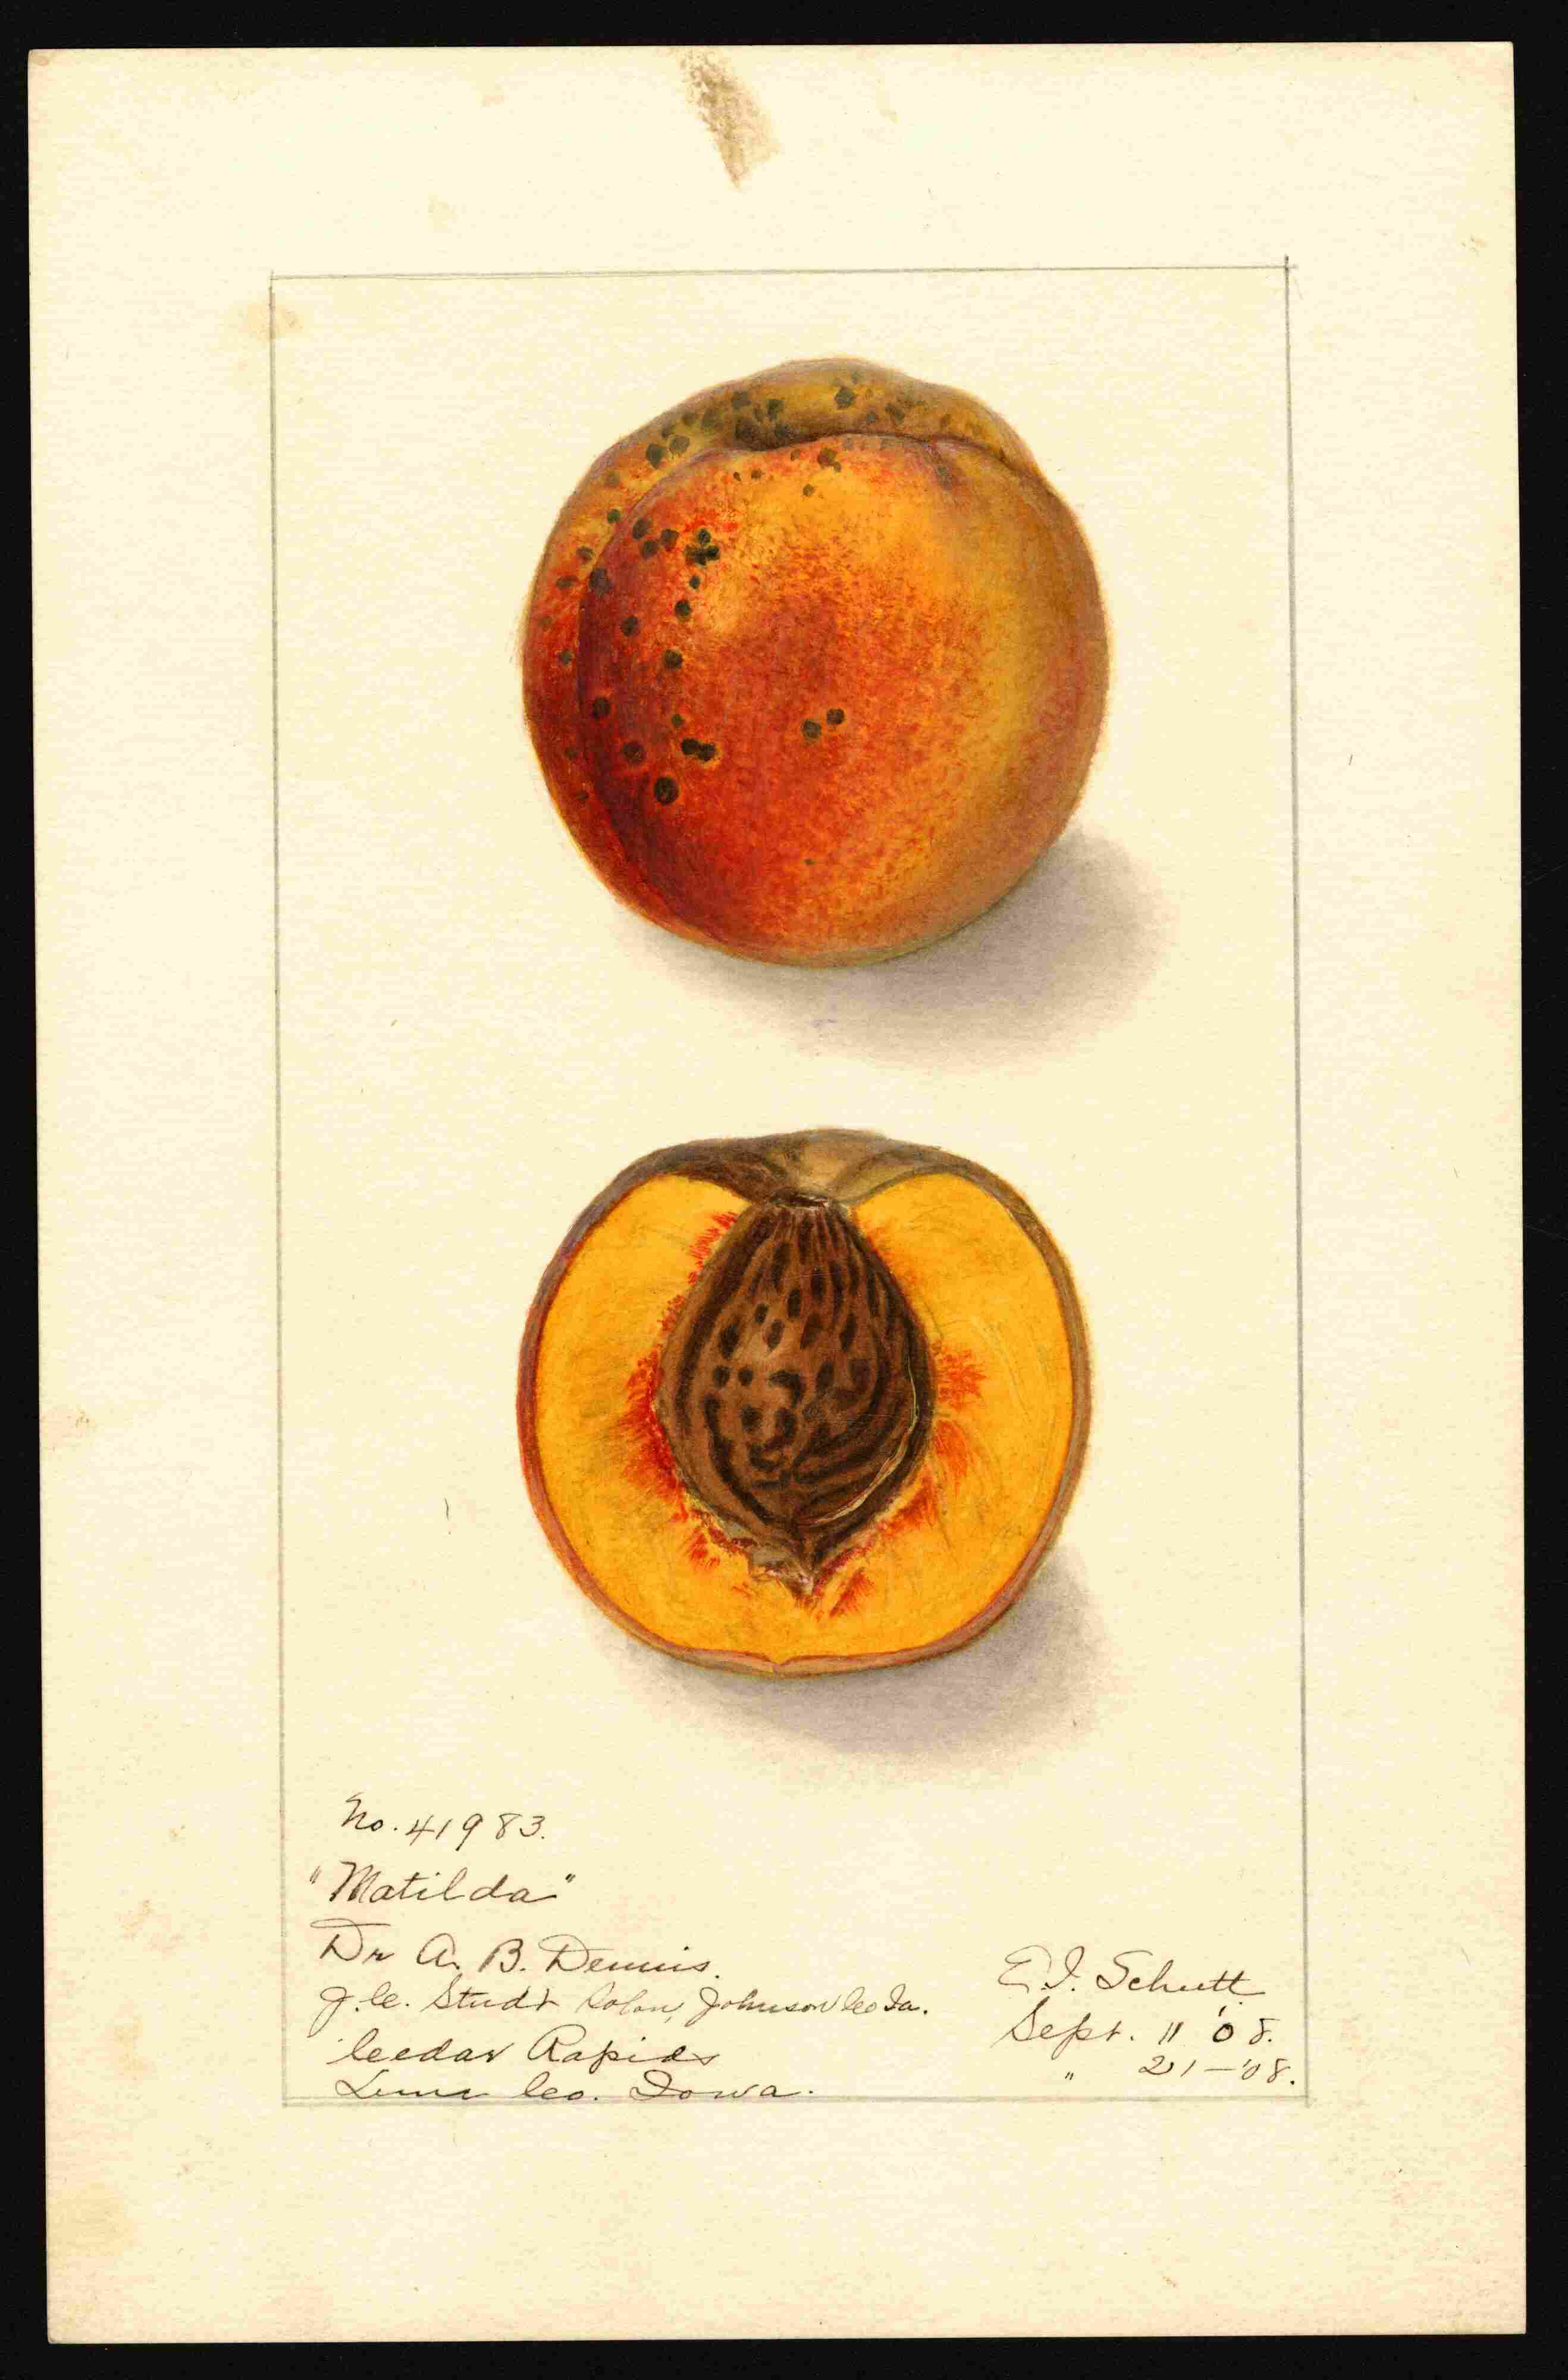 No. 41983.
"Matilda"
Dr A. B. Dennis.
J. C. Studt Solon, Johnson Co Ia.
Cedar Rapids
Linn Co. Iowa.
E. I. Schutt
Sept. 11 '08.
" 21-'08.